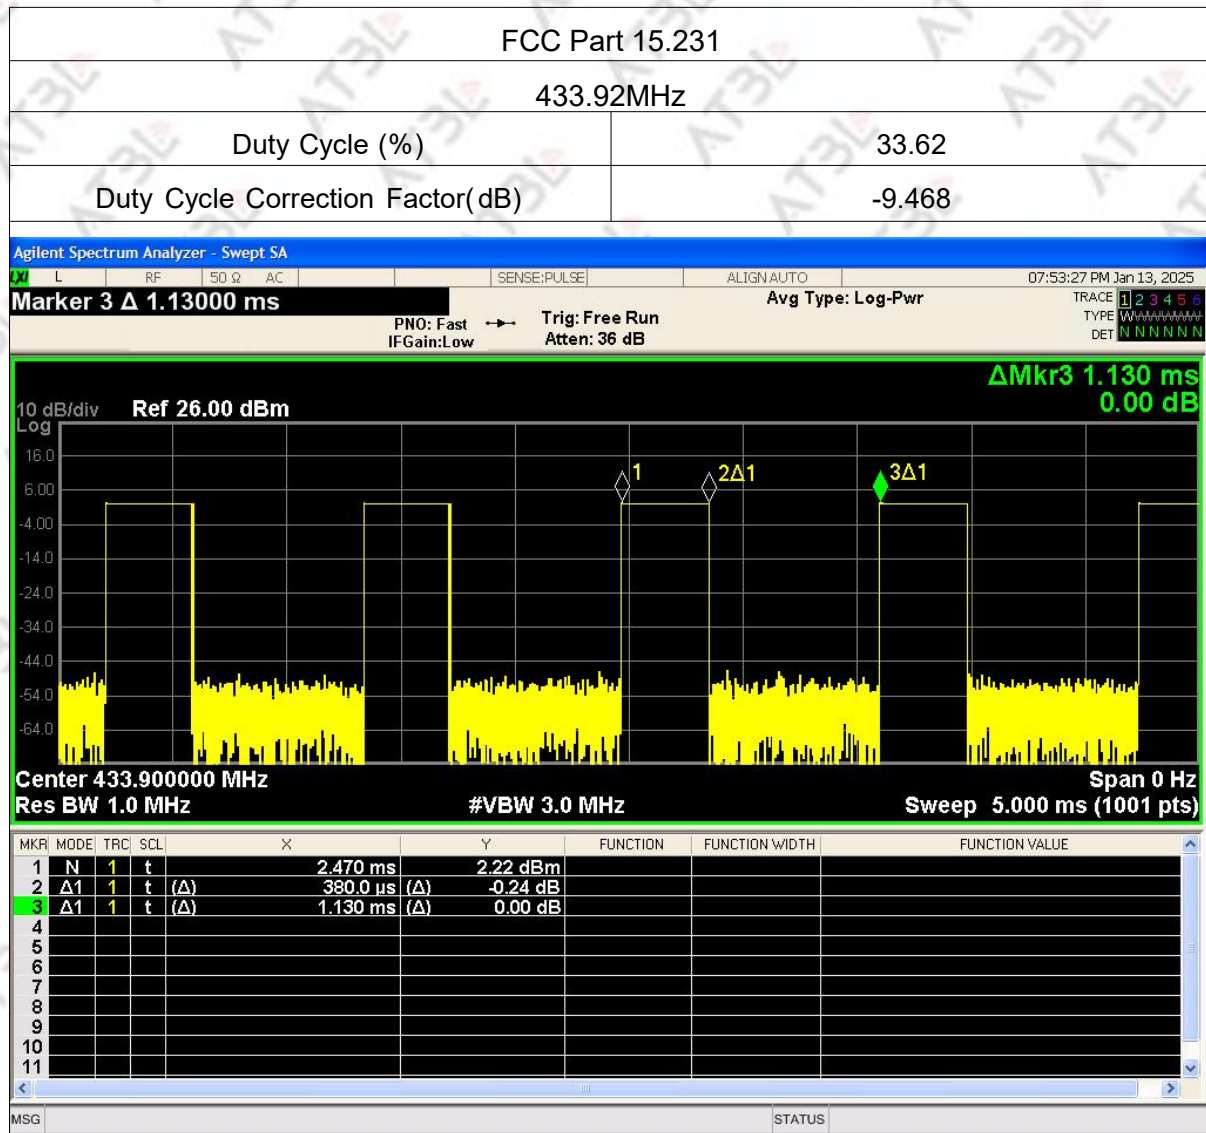 FCC Part 15.231
433.92MHz
Duty Cycle (%) 33.62
Duty Cycle Correction Factor(dB) -9.468
Agilent Spectrum Analyzer - Swept SA
LXI L RF 50 Ω AC SENSE:PULSE ALIGN AUTO 07:53:27 PM Jan 13, 2025
Marker 3 Δ 1.13000 ms
PNO: Fast
IFGain:Low
Trig: Free Run
Atten: 36 dB
Avg Type: Log-Pwr
TRACE 1 2 3 4 5 6
TYPE WWWWWW
DET N N N N N N
ΔMkr3 1.130 ms
0.00 dB
10 dB/div Ref 26.00 dBm
Log
16.0
6.00
-4.00
-14.0
-24.0
-34.0
-44.0
-54.0
-64.0
1 2Δ1 3Δ1
Center 433.900000 MHz Span 0 Hz
Res BW 1.0 MHz #VBW 3.0 MHz Sweep 5.000 ms (1001 pts)
MKR MODE TRC SCL X Y FUNCTION FUNCTION WIDTH FUNCTION VALUE
1 N 1 t 2.470 ms 2.22 dBm
2 Δ1 1 t (Δ) 380.0 µs (Δ) -0.24 dB
3 Δ1 1 t (Δ) 1.130 ms (Δ) 0.00 dB
4
5
6
7
8
9
10
11
MSG STATUS